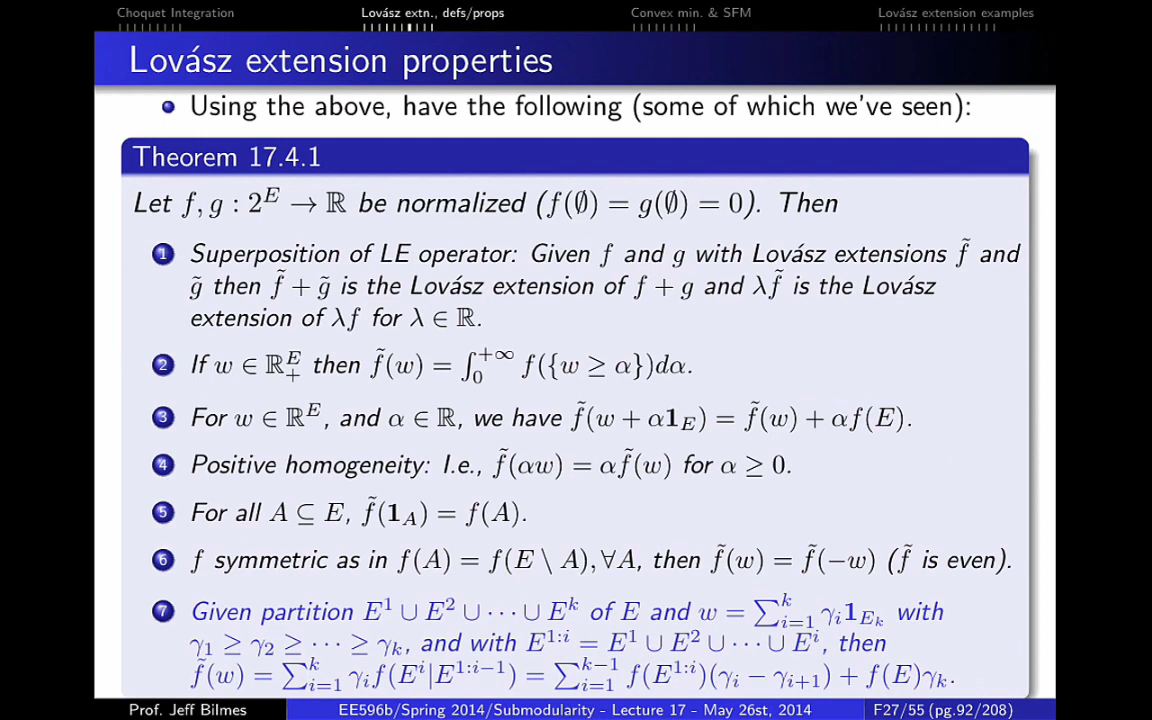 Choquet Integration Lovász extn., defs/props Convex min. & SFM Lovász extension examples
Lovász extension properties
Using the above, have the following (some of which we've seen):
Theorem 17.4.1
Let f, g : 2^E → ℝ be normalized (f(∅) = g(∅) = 0). Then
1 Superposition of LE operator: Given f and g with Lovász extensions f̃ and
g̃ then f̃ + g̃ is the Lovász extension of f + g and λf̃ is the Lovász
extension of λf for λ ∈ ℝ.
2 If w ∈ ℝ₊^E then f̃(w) = ∫₀^{+∞} f({w ≥ α})dα.
3 For w ∈ ℝ^E, and α ∈ ℝ, we have f̃(w + α1_E) = f̃(w) + αf(E).
4 Positive homogeneity: I.e., f̃(αw) = αf̃(w) for α ≥ 0.
5 For all A ⊆ E, f̃(1_A) = f(A).
6 f symmetric as in f(A) = f(E \ A), ∀A, then f̃(w) = f̃(−w) (f̃ is even).
7 Given partition E^1 ∪ E^2 ∪ ⋯ ∪ E^k of E and w = ∑_{i=1}^k γ_i 1_{E_k} with
γ_1 ≥ γ_2 ≥ ⋯ ≥ γ_k, and with E^{1:i} = E^1 ∪ E^2 ∪ ⋯ ∪ E^i, then
f̃(w) = ∑_{i=1}^k γ_i f(E^i|E^{1:i−1}) = ∑_{i=1}^{k−1} f(E^{1:i})(γ_i − γ_{i+1}) + f(E)γ_k.
Prof. Jeff Bilmes EE596b/Spring 2014/Submodularity - Lecture 17 - May 26st, 2014 F27/55 (pg.92/208)